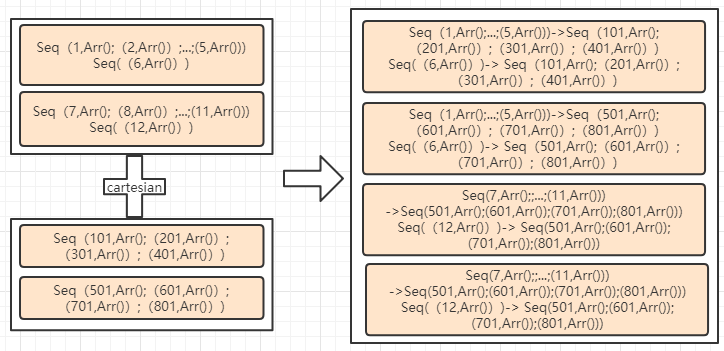 Seq (1,Arr(); (2,Arr()) ;...;(5,Arr()))
Seq( (6,Arr()) )
Seq (7,Arr(); (8,Arr()) ;...;(11,Arr()))
Seq( (12,Arr()) )
cartesian
Seq (101,Arr(); (201,Arr()) ;
(301,Arr()) ; (401,Arr()) )
Seq (501,Arr(); (601,Arr()) ;
(701,Arr()) ; (801,Arr()) )
Seq (1,Arr();...;(5,Arr()))->Seq (101,Arr();
(201,Arr()) ; (301,Arr()) ; (401,Arr()) )
Seq( (6,Arr()) )-> Seq (101,Arr(); (201,Arr()) ;
(301,Arr()) ; (401,Arr()) )
Seq (1,Arr();...;(5,Arr()))->Seq (501,Arr();
(601,Arr()) ; (701,Arr()) ; (801,Arr()) )
Seq( (6,Arr()) )-> Seq (501,Arr(); (601,Arr()) ;
(701,Arr()) ; (801,Arr()) )
Seq(7,Arr();;...;(11,Arr()))
->Seq(501,Arr();(601,Arr());(701,Arr());(801,Arr()))
Seq( (12,Arr()) )-> Seq(501,Arr();(601,Arr());
(701,Arr());(801,Arr()))
Seq(7,Arr();;...;(11,Arr()))
->Seq(501,Arr();(601,Arr());(701,Arr());(801,Arr()))
Seq( (12,Arr()) )-> Seq(501,Arr();(601,Arr());
(701,Arr());(801,Arr()))